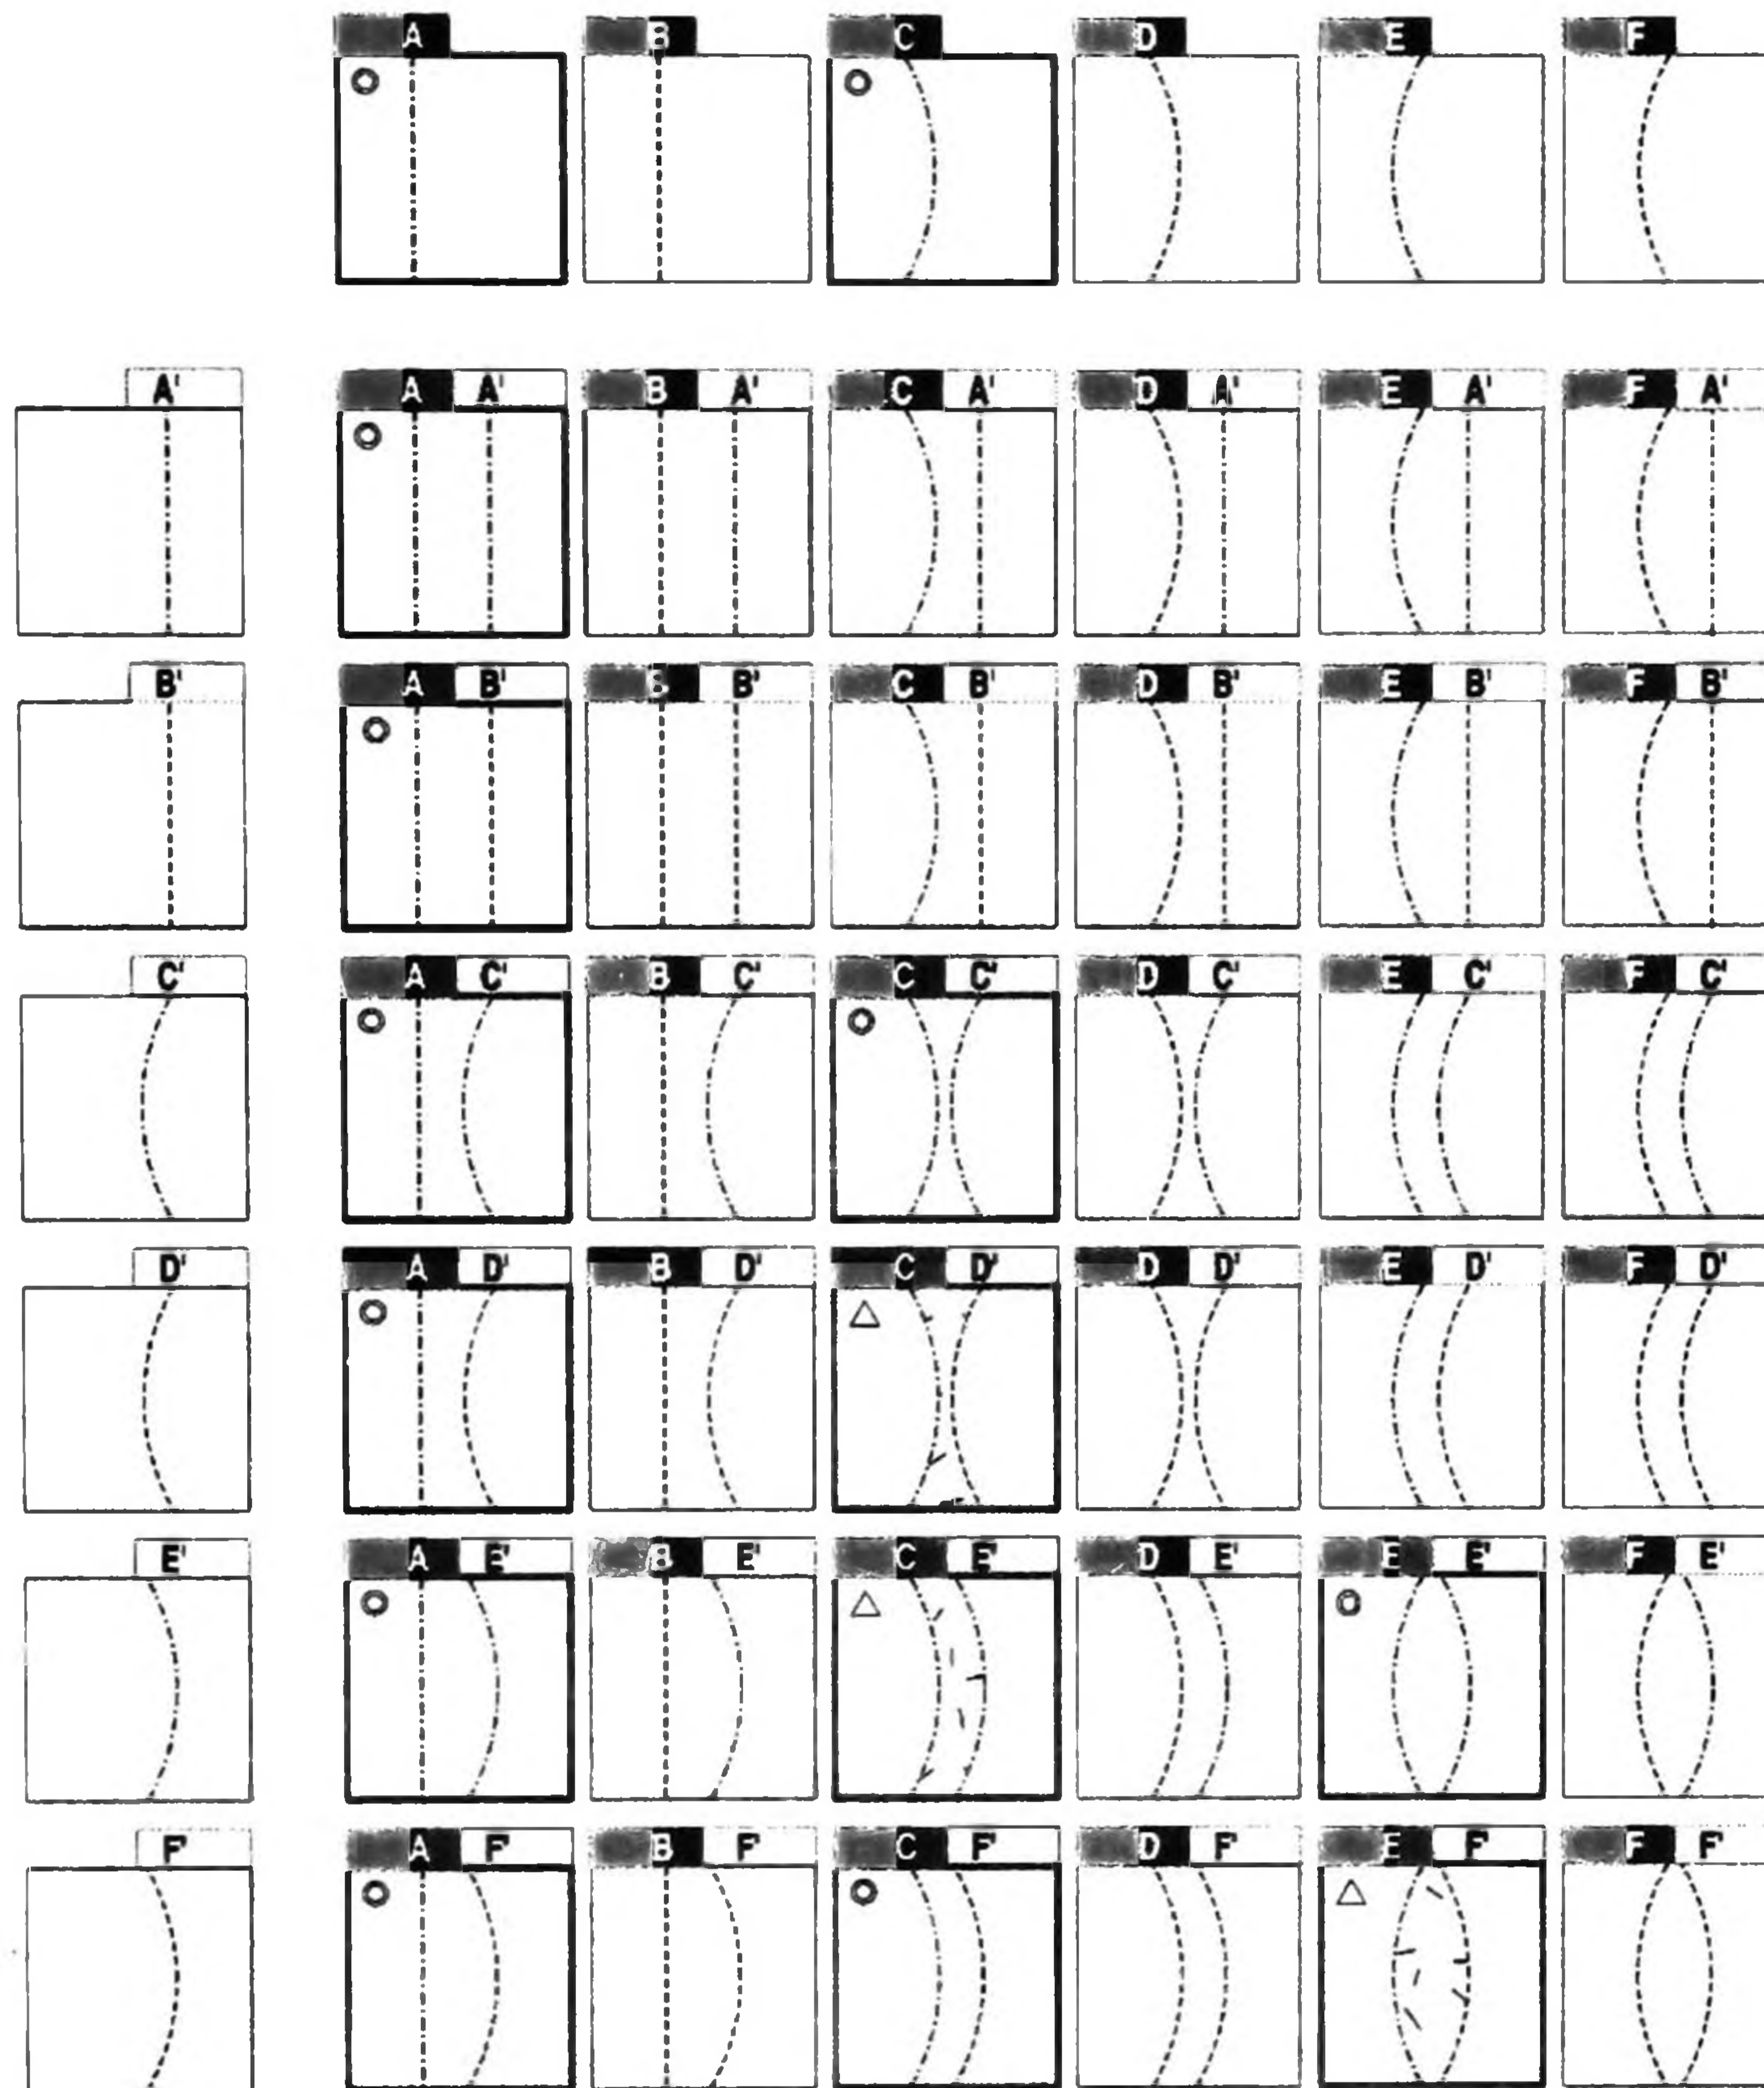 A B C D E F
A' A A' B A' C A' D A' E A' F A'
B' A B' B B' C B' D B' E B' F B'
C' A C' B C' C C' D C' E C' F C'
D' A D' B D' C D' D D' E D' F D'
E' A E' B E' C E' D E' E E' F E'
F' A F' B F' C F' D F' E F' F F'